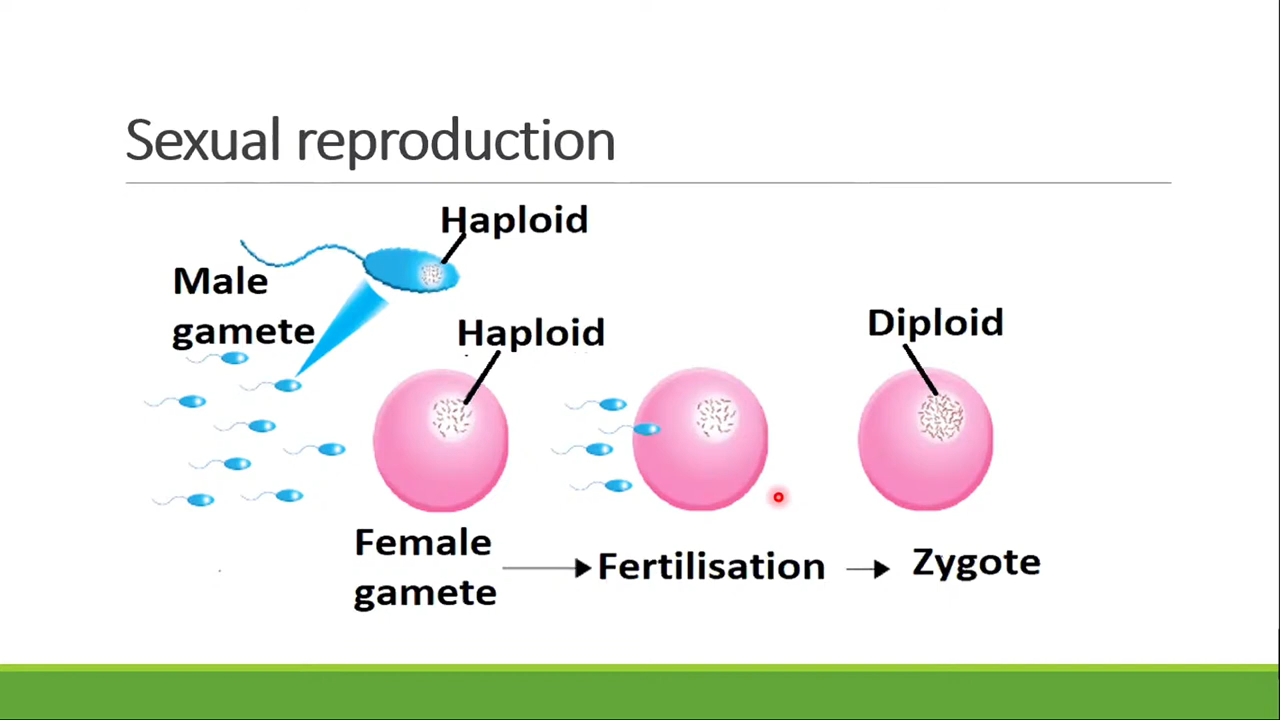 Sexual reproduction
Haploid
Male
gamete
Haploid
Diploid
Female
gamete
Fertilisation
Zygote